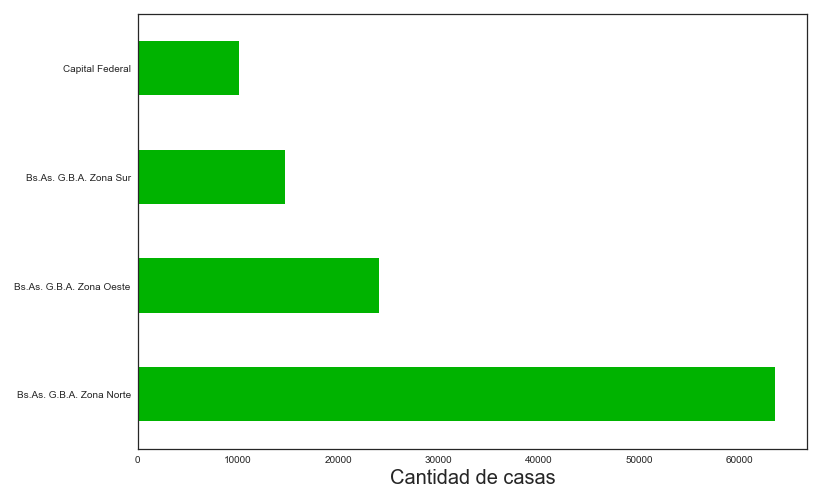 Capital Federal
Bs.As. G.B.A. Zona Sur
Bs.As. G.B.A. Zona Oeste
Bs.As. G.B.A. Zona Norte
0 10000 20000 30000 40000 50000 60000
Cantidad de casas